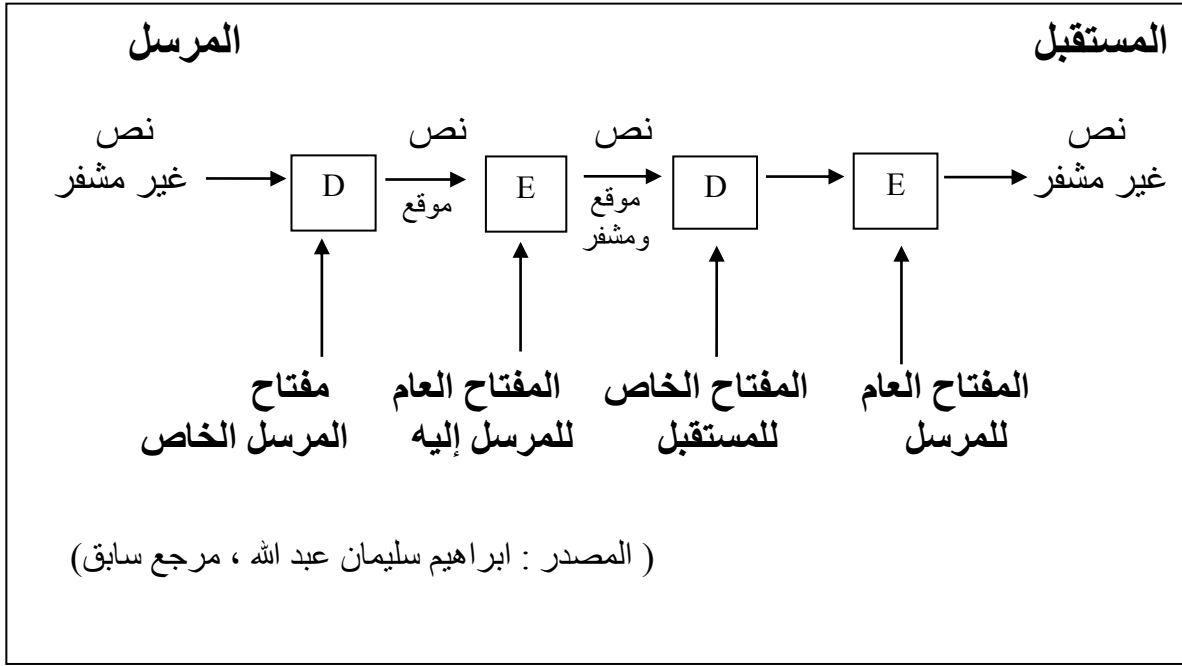 المرسل
المستقبل
نص
غير مشفر
D
نص
موقع
E
نص
موقع
ومشفر
D
E
نص
غير مشفر
مفتاح
المرسل الخاص
المفتاح العام
للمرسل إليه
المفتاح الخاص
للمستقبل
المفتاح العام
للمرسل
( المصدر : ابراهيم سليمان عبد الله ، مرجع سابق)